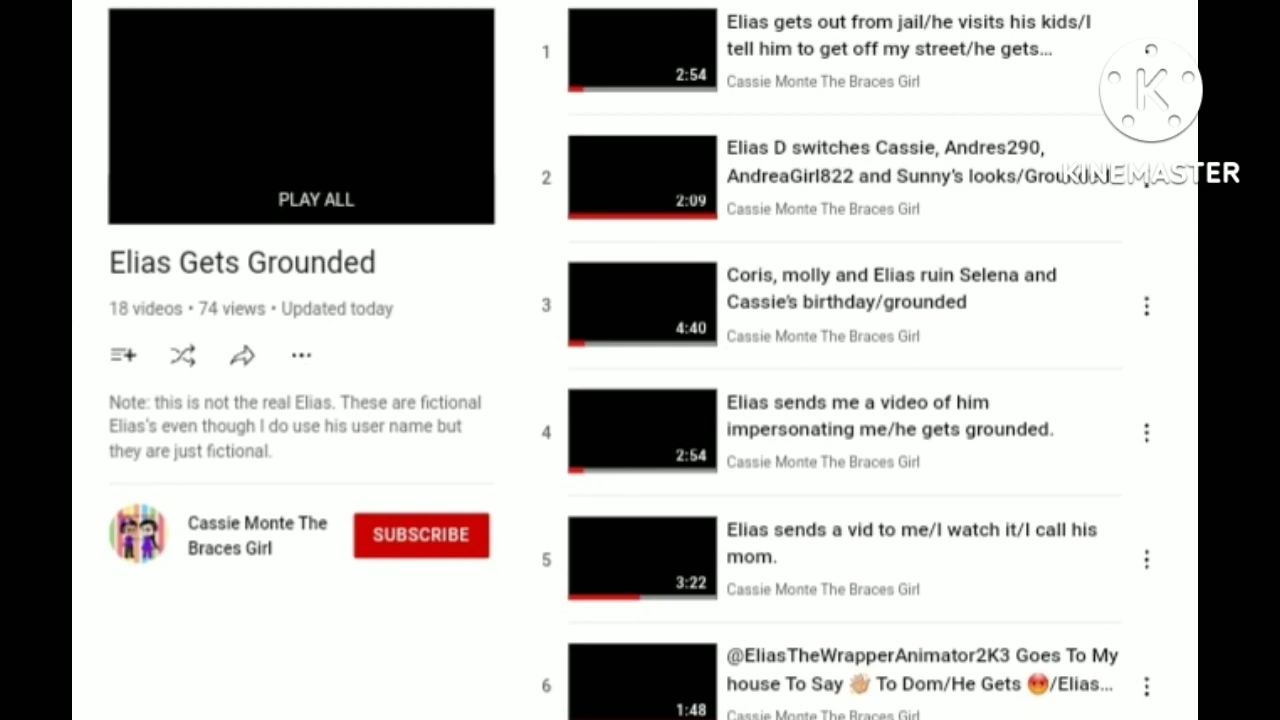 PLAY ALL
Elias Gets Grounded
18 videos • 74 views • Updated today
Note: this is not the real Elias. These are fictional
Elias's even though I do use his user name but
they are just fictional.
Cassie Monte The
Braces Girl
SUBSCRIBE
1
2:54
Elias gets out from jail/he visits his kids/I
tell him to get off my street/he gets...
Cassie Monte The Braces Girl
2
2:09
Elias D switches Cassie, Andres290,
AndreaGirl822 and Sunny's looks/
Cassie Monte The Braces Girl
3
4:40
Coris, molly and Elias ruin Selena and
Cassie's birthday/grounded
Cassie Monte The Braces Girl
4
2:54
Elias sends me a video of him
impersonating me/he gets grounded.
Cassie Monte The Braces Girl
5
3:22
Elias sends a vid to me/I watch it/I call his
mom.
Cassie Monte The Braces Girl
6
1:48
@EliasTheWrapperAnimator2K3 Goes To My
house To Say 👋🏼 To Dom/He Gets 😡/Elias...
Cassie Monte The Braces Girl
K
KINEMASTER